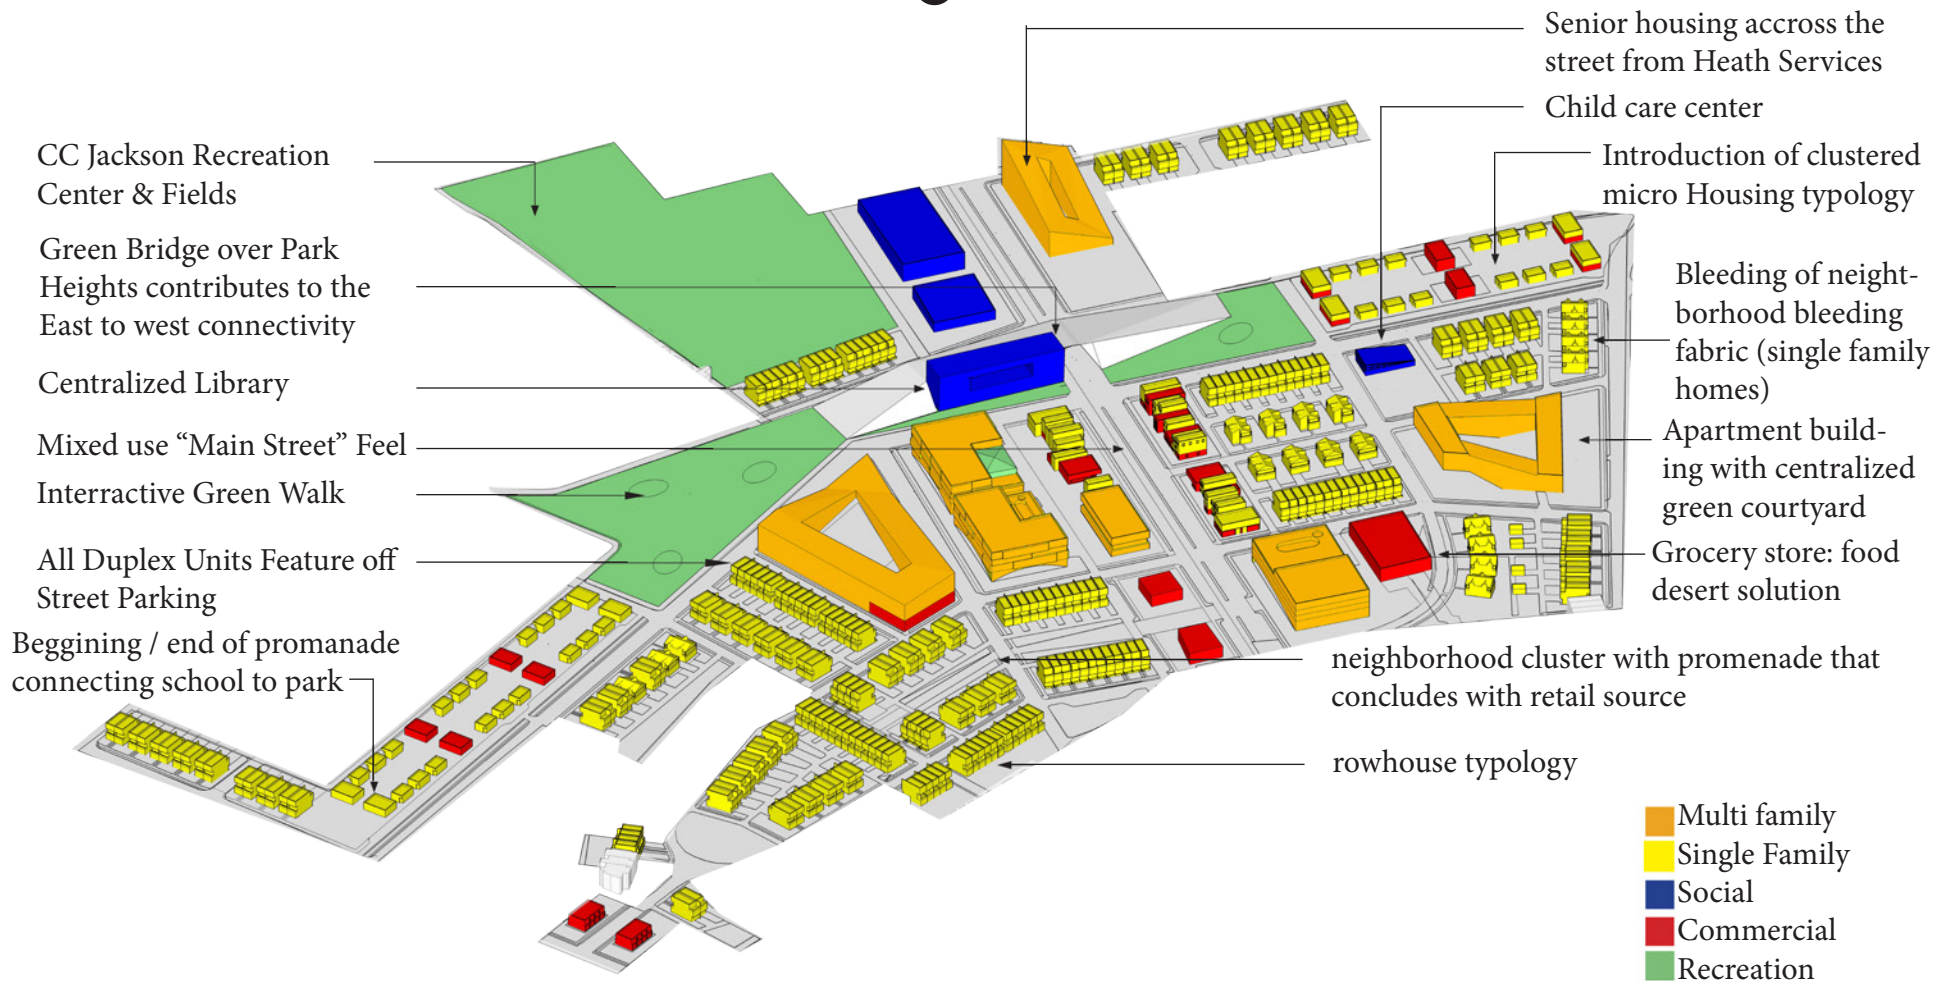 Senior housing accross the
street from Heath Services
Child care center
Introduction of clustered
micro Housing typology
Bleeding of neight-
borhood bleeding
fabric (single family
homes)
Apartment build-
ing with centralized
green courtyard
Grocery store: food
desert solution
neighborhood cluster with promenade that
concludes with retail source
rowhouse typology
CC Jackson Recreation
Center & Fields
Green Bridge over Park
Heights contributes to the
East to west connectivity
Centralized Library
Mixed use “Main Street” Feel
Interractive Green Walk
All Duplex Units Feature off
Street Parking
Beggining / end of promanade
connecting school to park
Multi family
Single Family
Social
Commercial
Recreation